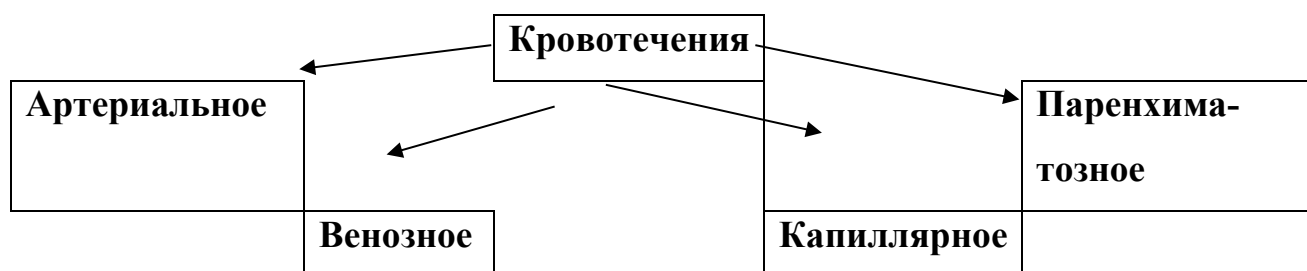 Кровотечения
Артериальное
Паренхима-
тозное
Венозное
Капиллярное